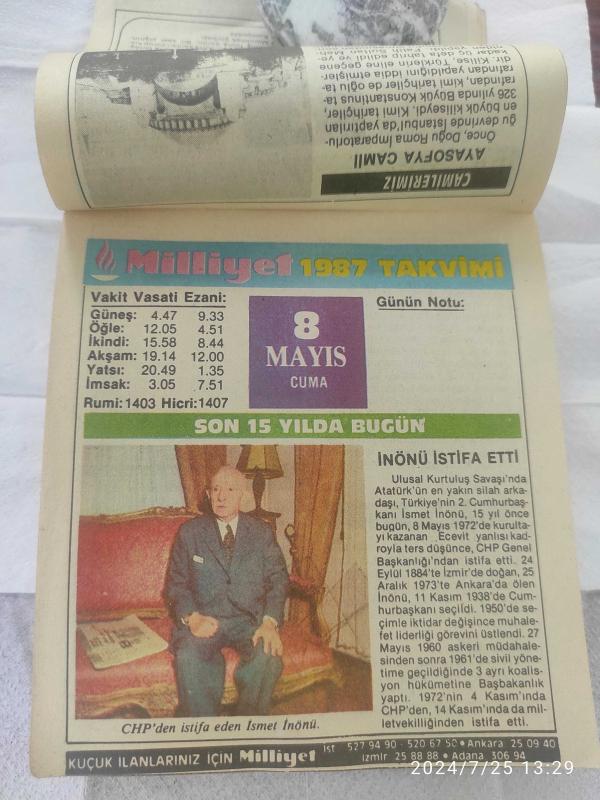 CAMİLERİMİZ
AYASOFYA CAMİİ
Önce, Doğu Roma İmparatorlu-
ğu devrinde İstanbul'da yaptırılan
en büyük kiliseydi. Kimi tarihçiler,
326 yılında Büyük Konstantinus ta-
rafından, kimi tarihçiler de oğlu ta-
rafından yapıldığını iddia etmişler-
dir. Kilise, Türklerin eline geçene
kadar üç defa tahrip edildi ve ye-
Milliyet 1987 TAKVİMİ
Vakit Vasati Ezani:
Güneş: 4.47 9.33
Öğle: 12.05 4.51
İkindi: 15.58 8.44
Akşam: 19.14 12.00
Yatsı: 20.49 1.35
İmsak: 3.05 7.51
Rumi: 1403 Hicri: 1407
8
MAYIS
CUMA
Günün Notu:
SON 15 YILDA BUGÜN
İNÖNÜ İSTİFA ETTİ
Ulusal Kurtuluş Savaşı'nda
Atatürk'ün en yakın silah arka-
daşı, Türkiye'nin 2. Cumhurbaş-
kanı İsmet İnönü, 15 yıl önce
bugün, 8 Mayıs 1972'de kurulta-
yı kazanan Ecevit yanlısı kad-
royla ters düşünce, CHP Genel
Başkanlığı'ndan istifa etti. 24
Eylül 1884'te İzmir'de doğan, 25
Aralık 1973'te Ankara'da ölen
İnönü, 11 Kasım 1938'de Cum-
hurbaşkanı seçildi. 1950'de se-
çimle iktidar değişince muhale-
fet liderliği görevini üstlendi. 27
Mayıs 1960 askeri müdahale-
sinden sonra 1961'de sivil yöne-
time geçildiğinde 3 ayrı koalis-
yon hükümetine Başbakanlık
yaptı. 1972'nin 4 Kasım'ında
CHP'den, 14 Kasım'ında da mil-
letvekilliğinden istifa etti.
CHP'den istifa eden İsmet İnönü.
KÜÇÜK İLANLARINIZ İÇİN Milliyet
İst 527 94 90 - 520 67 50 • Ankara 25 09 40
İzmir 25 88 88 • Adana 306 94
2024/7/25 13:29